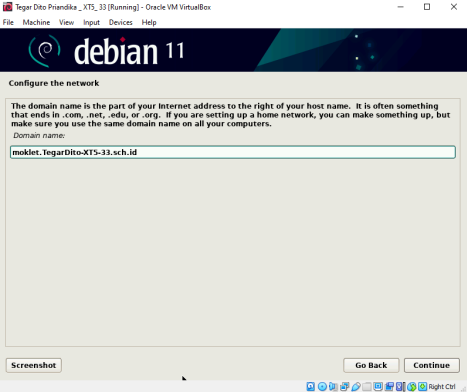 Tegar Dito Priandika _ XT5_ 33 [Running] - Oracle VM VirtualBox
File Machine View Input Devices Help
debian 11
Configure the network
The domain name is the part of your Internet address to the right of your host name. It is often something
that ends in .com, .net, .edu, or .org. If you are setting up a home network, you can make something up, but
make sure you use the same domain name on all your computers.
Domain name:
moklet.TegarDito-XT5-33.sch.id
Screenshot Go Back Continue
Right Ctrl